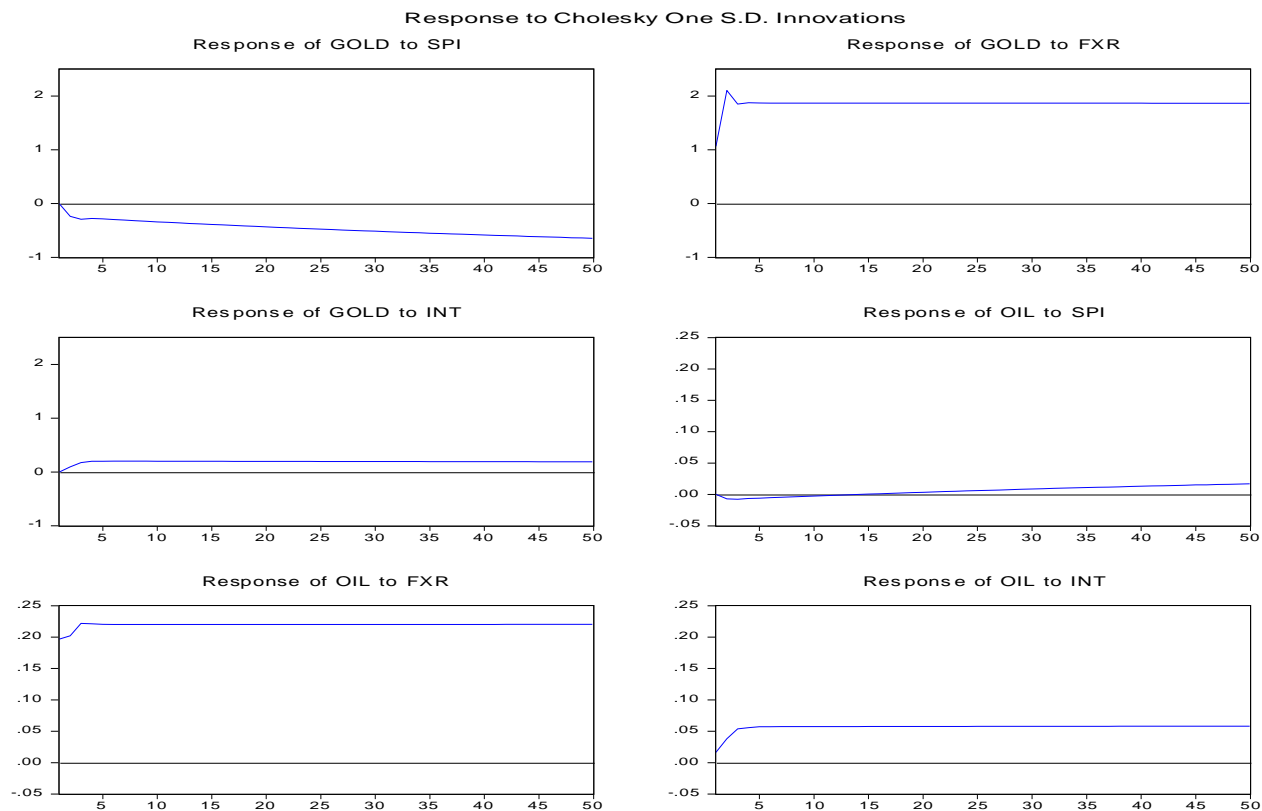 Response to Cholesky One S.D. Innovations
Response of GOLD to SPI
2
1
0
-1
5 10 15 20 25 30 35 40 45 50
Response of GOLD to FXR
2
1
0
-1
5 10 15 20 25 30 35 40 45 50
Response of GOLD to INT
2
1
0
-1
5 10 15 20 25 30 35 40 45 50
Response of OIL to SPI
.25
.20
.15
.10
.05
.00
-.05
5 10 15 20 25 30 35 40 45 50
Response of OIL to FXR
.25
.20
.15
.10
.05
.00
-.05
5 10 15 20 25 30 35 40 45 50
Response of OIL to INT
.25
.20
.15
.10
.05
.00
-.05
5 10 15 20 25 30 35 40 45 50